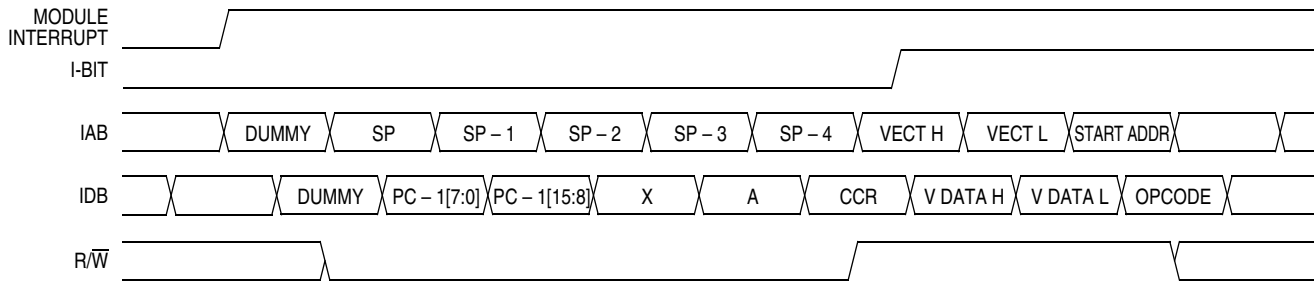 MODULE
INTERRUPT
I-BIT
IAB DUMMY SP SP – 1 SP – 2 SP – 3 SP – 4 VECT H VECT L START ADDR
IDB DUMMY PC – 1[7:0] PC – 1[15:8] X A CCR V DATA H V DATA L OPCODE
R/W̅